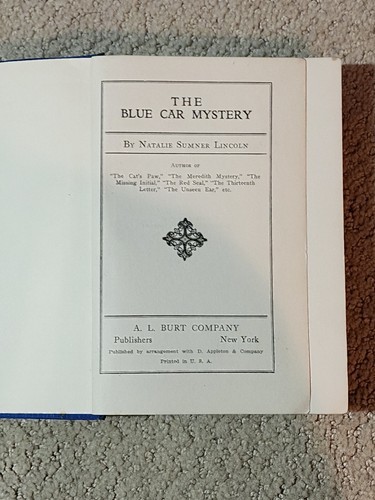 THE
BLUE CAR MYSTERY
BY NATALIE SUMNER LINCOLN
AUTHOR OF
"The Cat's Paw," "The Meredith Mystery," "The
Missing Initial," "The Red Seal," "The Thirteenth
Letter," "The Unseen Ear," etc.
A. L. BURT COMPANY
Publishers New York
Published by arrangement with D. Appleton & Company
Printed in U. S. A.